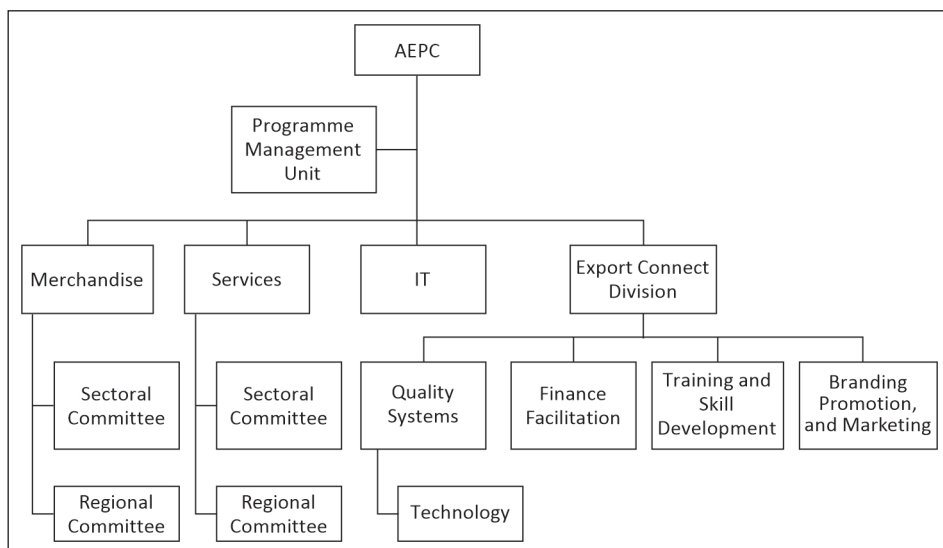 AEPC
Programme
Management
Unit
Merchandise
Services
IT
Export Connect
Division
Sectoral
Committee
Sectoral
Committee
Quality
Systems
Finance
Facilitation
Training and
Skill
Development
Branding
Promotion,
and Marketing
Regional
Committee
Regional
Committee
Technology